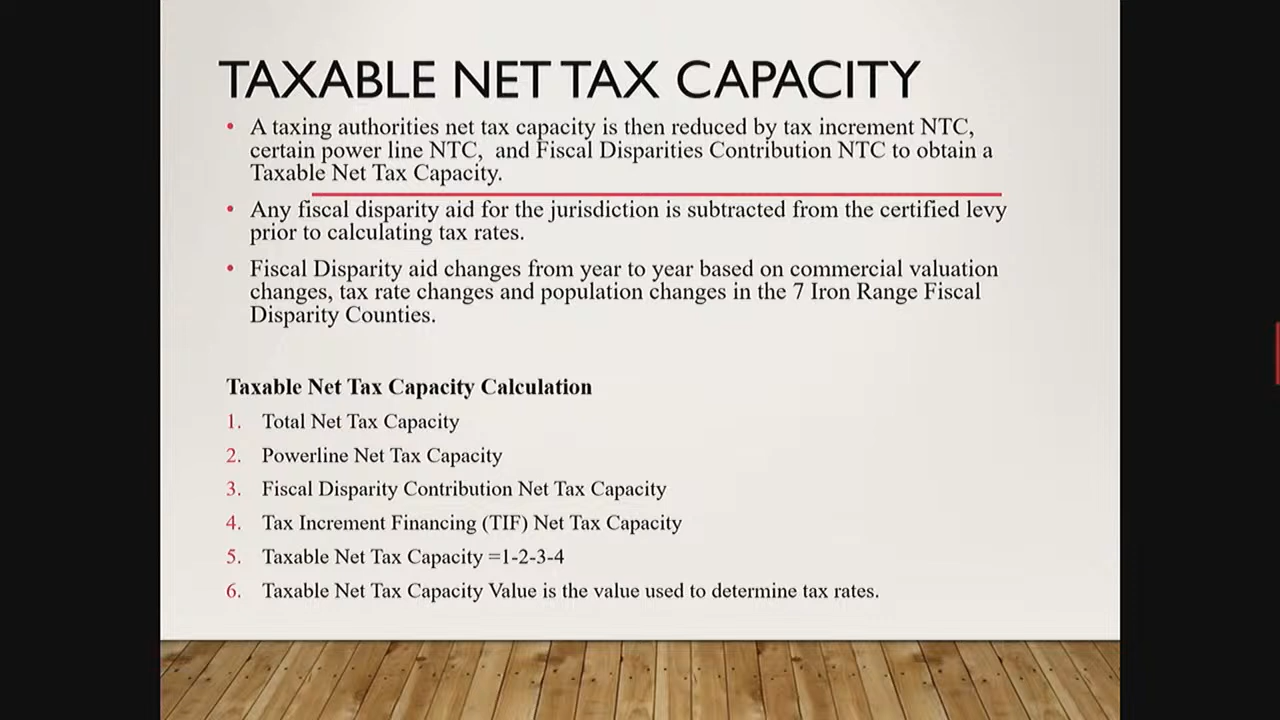 TAXABLE NET TAX CAPACITY
• A taxing authorities net tax capacity is then reduced by tax increment NTC,
certain power line NTC, and Fiscal Disparities Contribution NTC to obtain a
Taxable Net Tax Capacity.
• Any fiscal disparity aid for the jurisdiction is subtracted from the certified levy
prior to calculating tax rates.
• Fiscal Disparity aid changes from year to year based on commercial valuation
changes, tax rate changes and population changes in the 7 Iron Range Fiscal
Disparity Counties.
Taxable Net Tax Capacity Calculation
1. Total Net Tax Capacity
2. Powerline Net Tax Capacity
3. Fiscal Disparity Contribution Net Tax Capacity
4. Tax Increment Financing (TIF) Net Tax Capacity
5. Taxable Net Tax Capacity =1-2-3-4
6. Taxable Net Tax Capacity Value is the value used to determine tax rates.